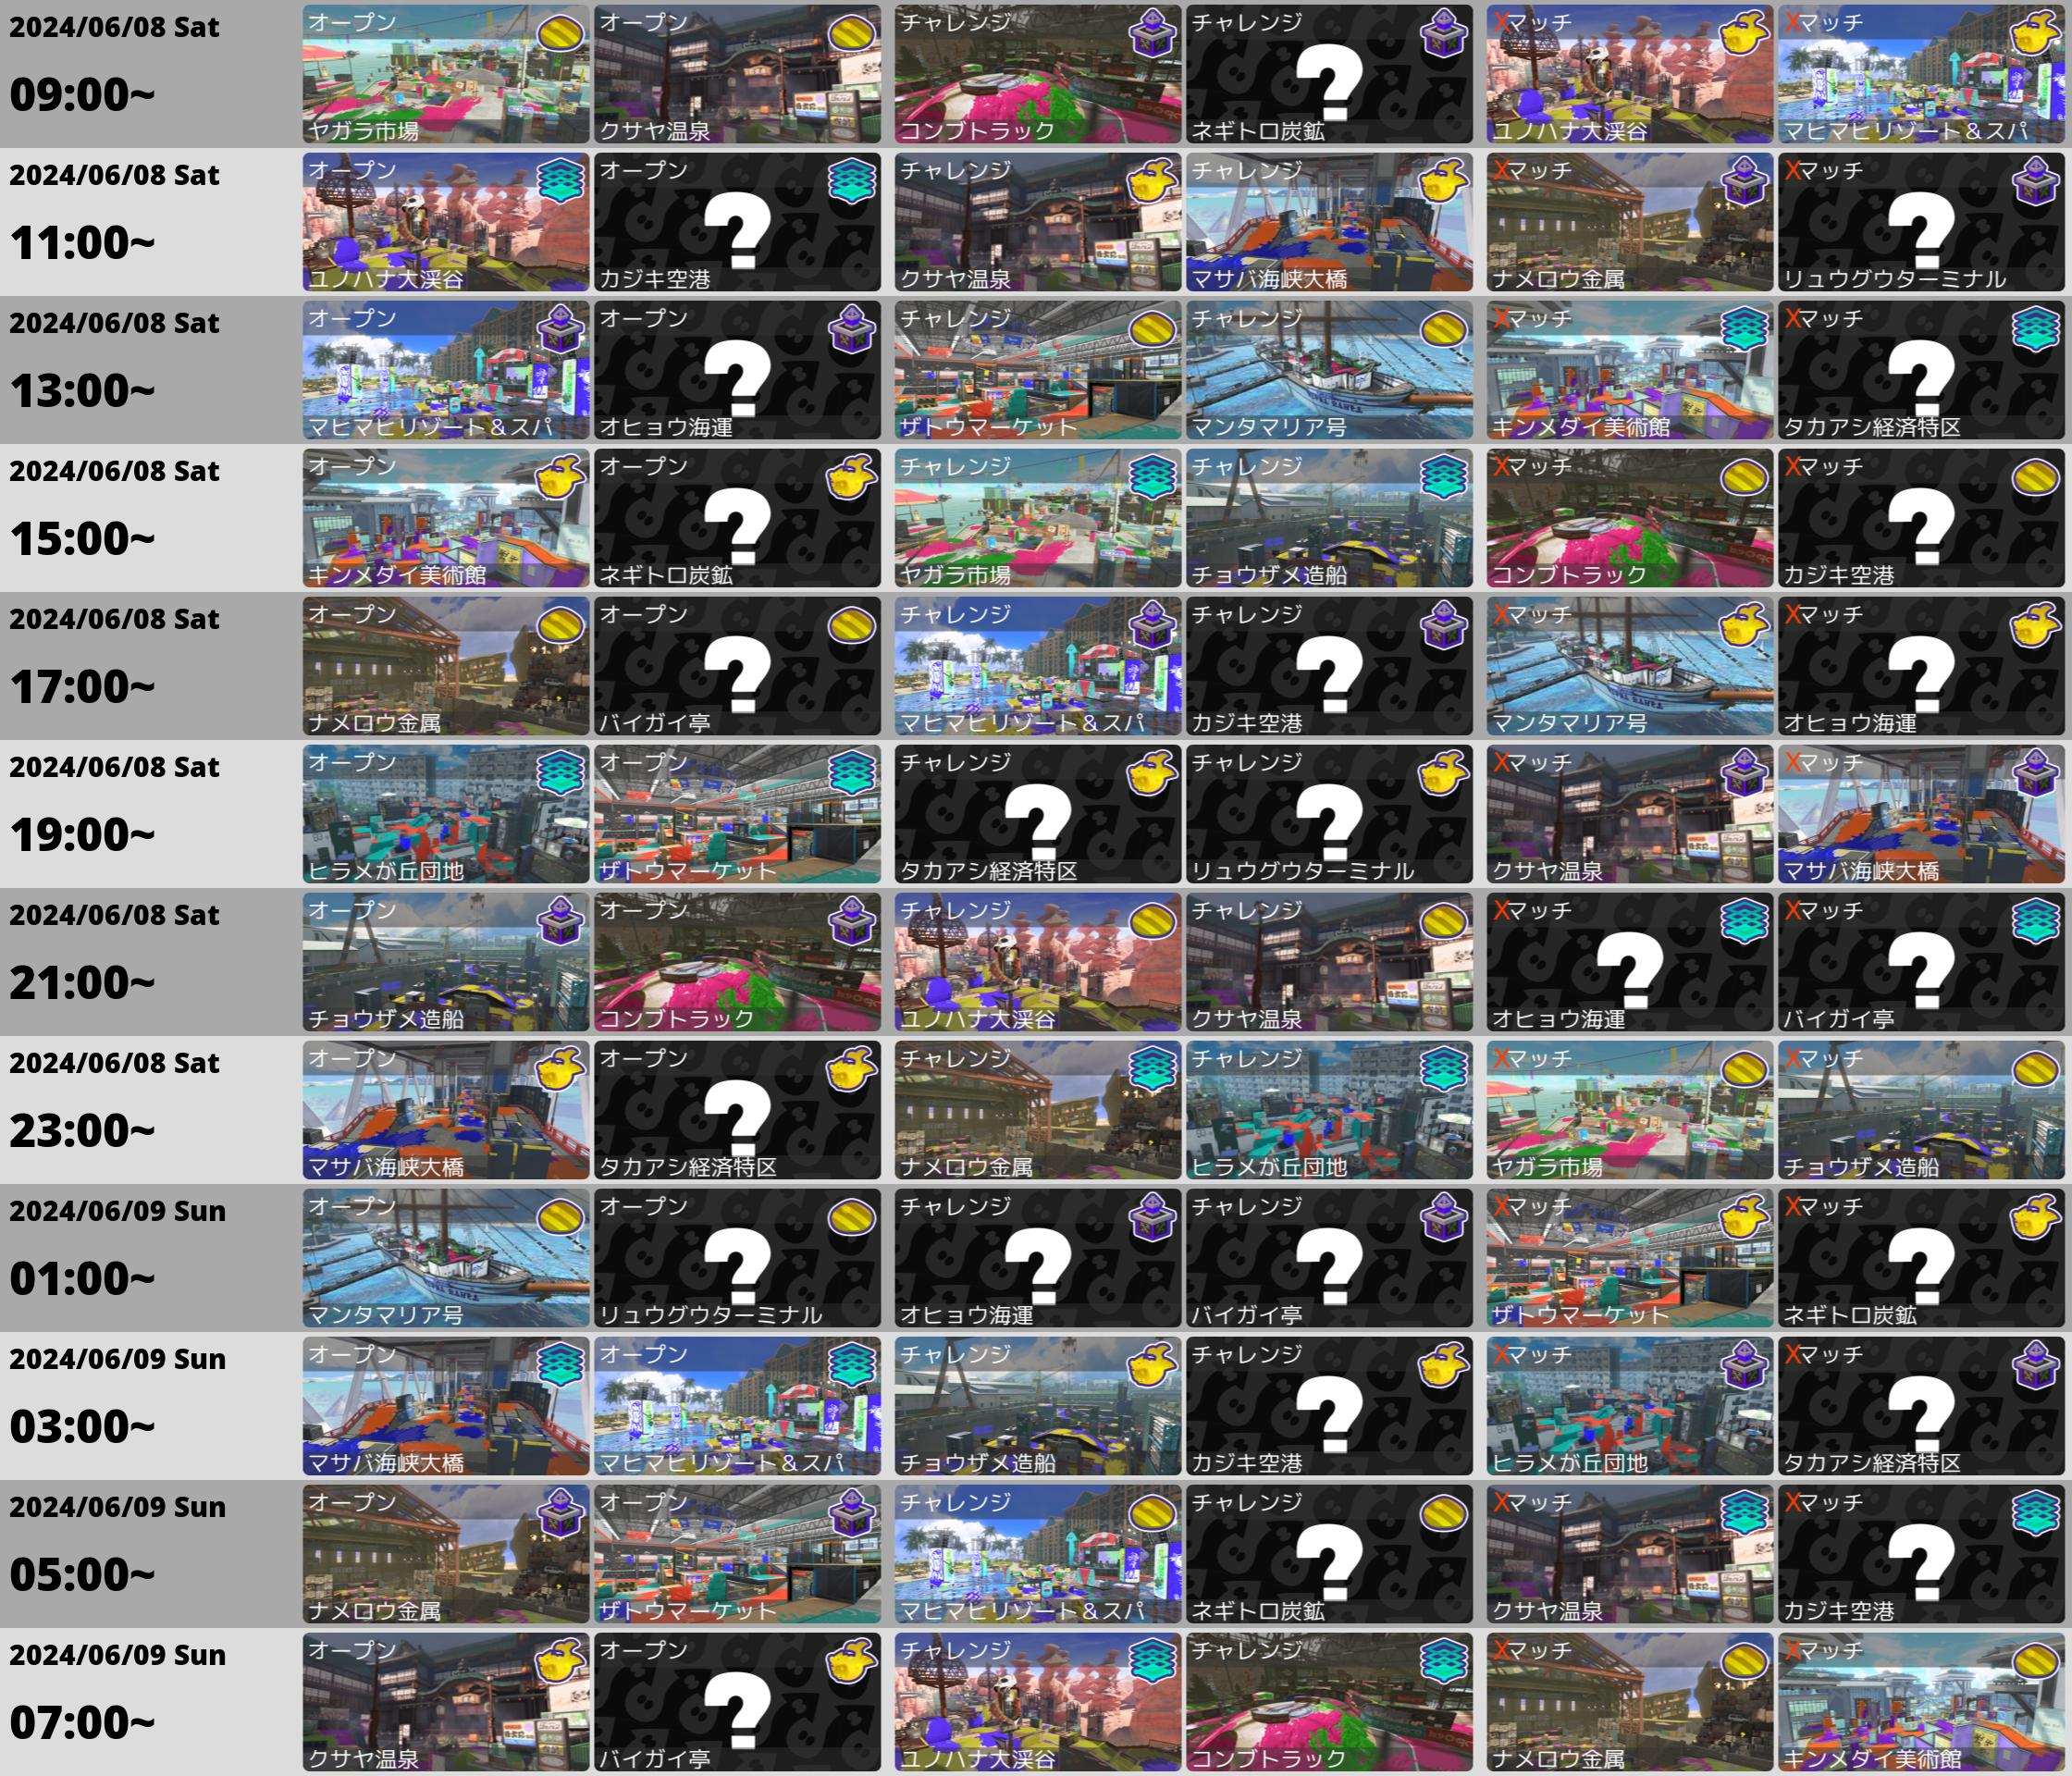 2024/06/08 Sat
09:00~
オープン オープン チャレンジ チャレンジ Xマッチ Xマッチ
ヤガラ市場 クサヤ温泉 コンブトラック ネギトロ炭鉱 ユノハナ大渓谷 マヒマヒリゾート＆スパ
2024/06/08 Sat
11:00~
オープン オープン チャレンジ チャレンジ Xマッチ Xマッチ
ユノハナ大渓谷 カジキ空港 クサヤ温泉 マサバ海峡大橋 ナメロウ金属 リュウグウターミナル
2024/06/08 Sat
13:00~
オープン オープン チャレンジ チャレンジ Xマッチ Xマッチ
マヒマヒリゾート＆スパ オヒョウ海運 ザトウマーケット マンタマリア号 キンメダイ美術館 タカアシ経済特区
2024/06/08 Sat
15:00~
オープン オープン チャレンジ チャレンジ Xマッチ Xマッチ
キンメダイ美術館 ネギトロ炭鉱 ヤガラ市場 チョウザメ造船 コンブトラック カジキ空港
2024/06/08 Sat
17:00~
オープン オープン チャレンジ チャレンジ Xマッチ Xマッチ
ナメロウ金属 バイガイ亭 マヒマヒリゾート＆スパ カジキ空港 マンタマリア号 オヒョウ海運
2024/06/08 Sat
19:00~
オープン オープン チャレンジ チャレンジ Xマッチ Xマッチ
ヒラメが丘団地 ザトウマーケット タカアシ経済特区 リュウグウターミナル クサヤ温泉 マサバ海峡大橋
2024/06/08 Sat
21:00~
オープン オープン チャレンジ チャレンジ Xマッチ Xマッチ
チョウザメ造船 コンブトラック ユノハナ大渓谷 クサヤ温泉 オヒョウ海運 バイガイ亭
2024/06/08 Sat
23:00~
オープン オープン チャレンジ チャレンジ Xマッチ Xマッチ
マサバ海峡大橋 タカアシ経済特区 ナメロウ金属 ヒラメが丘団地 ヤガラ市場 チョウザメ造船
2024/06/09 Sun
01:00~
オープン オープン チャレンジ チャレンジ Xマッチ Xマッチ
マンタマリア号 リュウグウターミナル オヒョウ海運 バイガイ亭 ザトウマーケット ネギトロ炭鉱
2024/06/09 Sun
03:00~
オープン オープン チャレンジ チャレンジ Xマッチ Xマッチ
マサバ海峡大橋 マヒマヒリゾート＆スパ チョウザメ造船 カジキ空港 ヒラメが丘団地 タカアシ経済特区
2024/06/09 Sun
05:00~
オープン オープン チャレンジ チャレンジ Xマッチ Xマッチ
ナメロウ金属 ザトウマーケット マヒマヒリゾート＆スパ ネギトロ炭鉱 クサヤ温泉 カジキ空港
2024/06/09 Sun
07:00~
オープン オープン チャレンジ チャレンジ Xマッチ Xマッチ
クサヤ温泉 バイガイ亭 ユノハナ大渓谷 コンブトラック ナメロウ金属 キンメダイ美術館